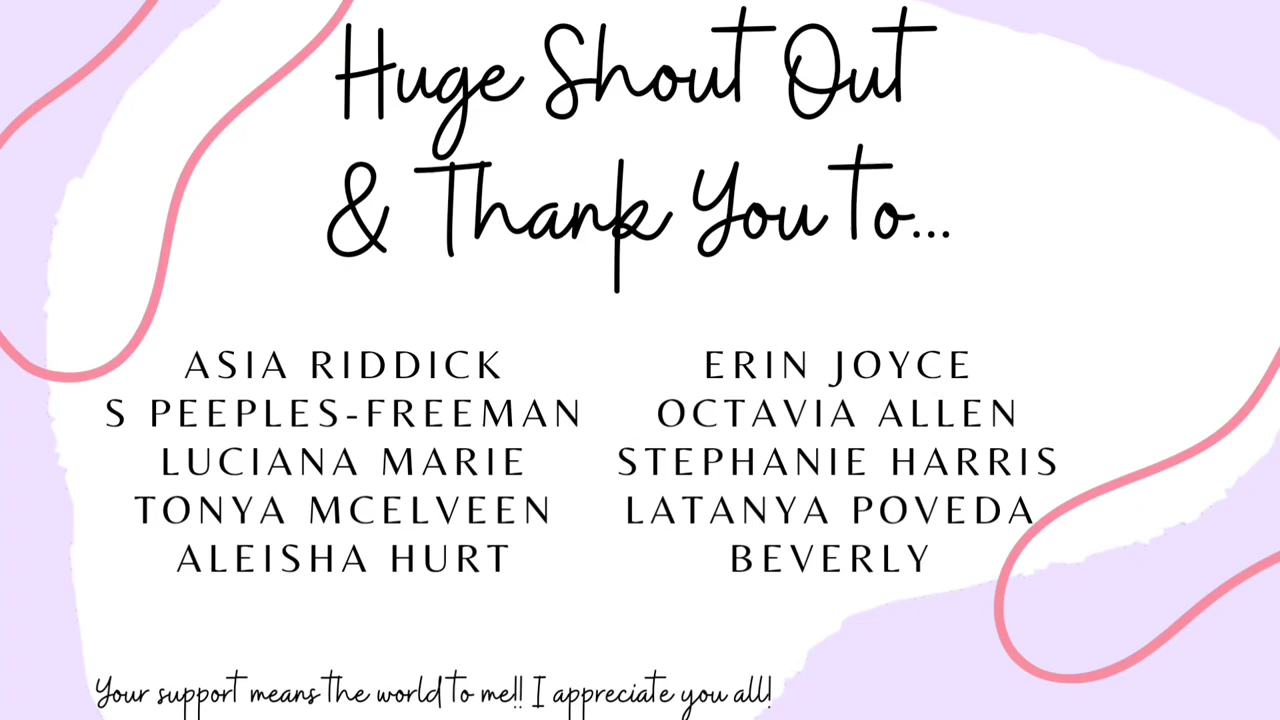 Huge Shout Out
& Thank You to...
ASIA RIDDICK
S PEEPLES-FREEMAN
LUCIANA MARIE
TONYA MCELVEEN
ALEISHA HURT
ERIN JOYCE
OCTAVIA ALLEN
STEPHANIE HARRIS
LATANYA POVEDA
BEVERLY
Your support means the world to me!! I appreciate you all!